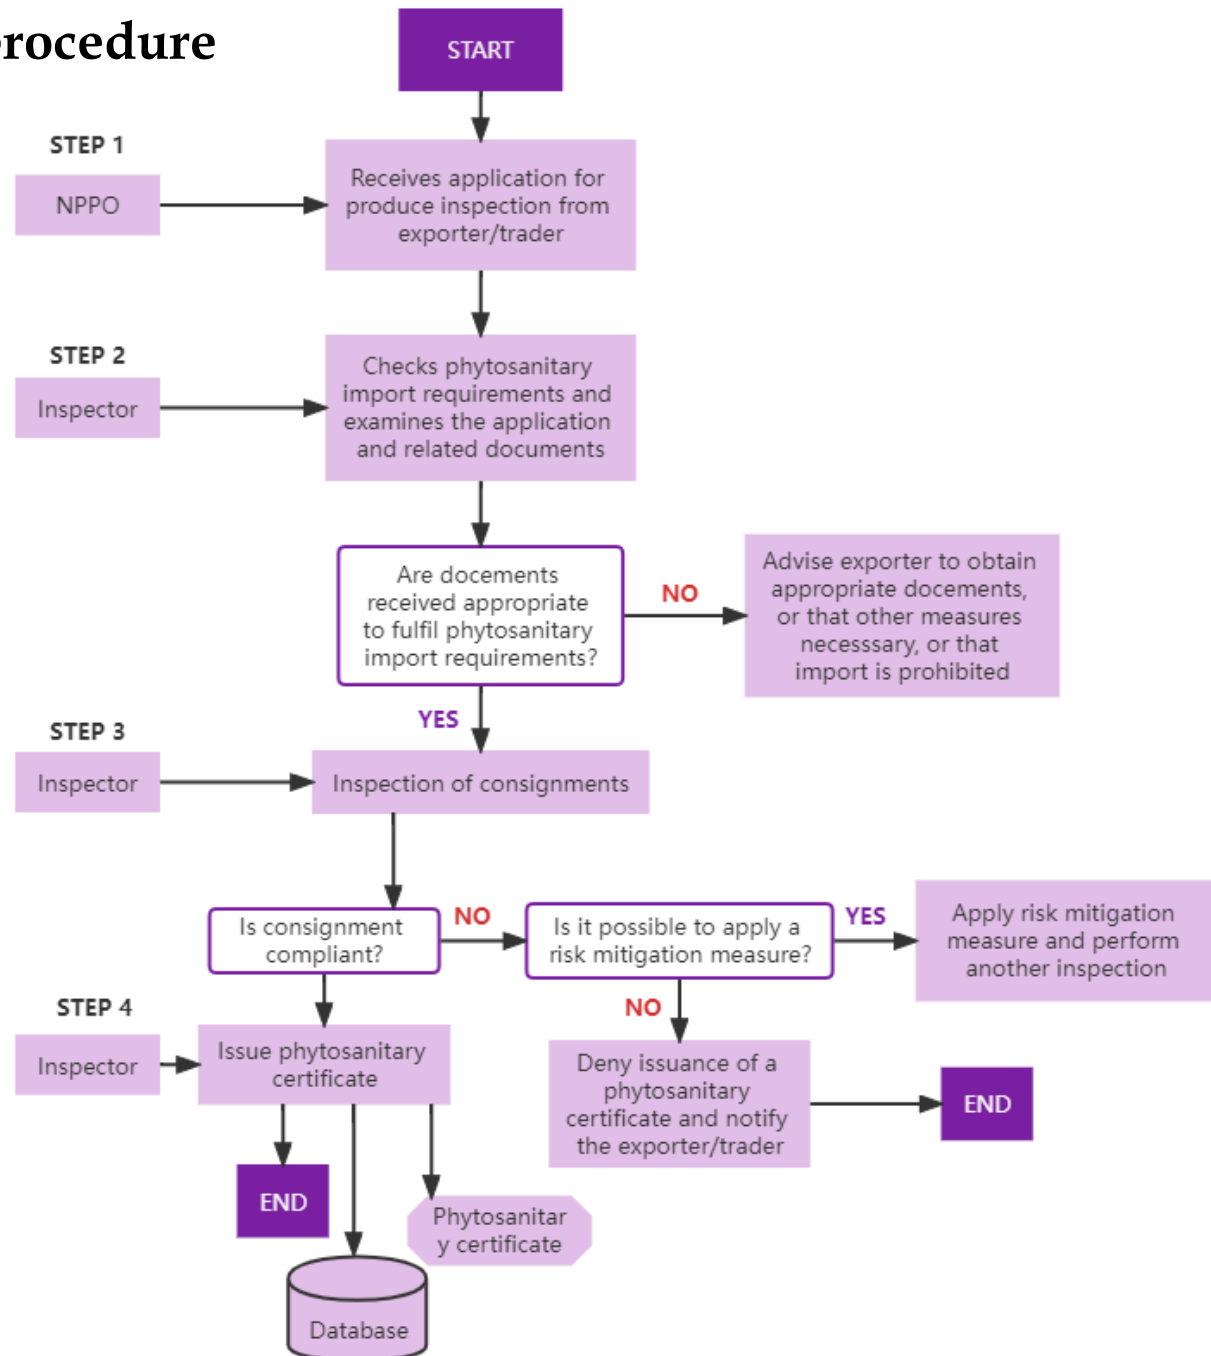 procedure
START
STEP 1
NPPO
Receives application for
produce inspection from
exporter/trader
STEP 2
Inspector
Checks phytosanitary
import requirements and
examines the application
and related documents
Are docements
received appropriate
to fulfil phytosanitary
import requirements?
NO
Advise exporter to obtain
appropriate docements,
or that other measures
necesssary, or that
import is prohibited
YES
STEP 3
Inspector
Inspection of consignments
Is consignment
compliant?
NO
Is it possible to apply a
risk mitigation measure?
YES
Apply risk mitigation
measure and perform
another inspection
STEP 4
Inspector
Issue phytosanitary
certificate
NO
Deny issuance of a
phytosanitary
certificate and notify
the exporter/trader
END
END
Phytosanitar
y certificate
Database